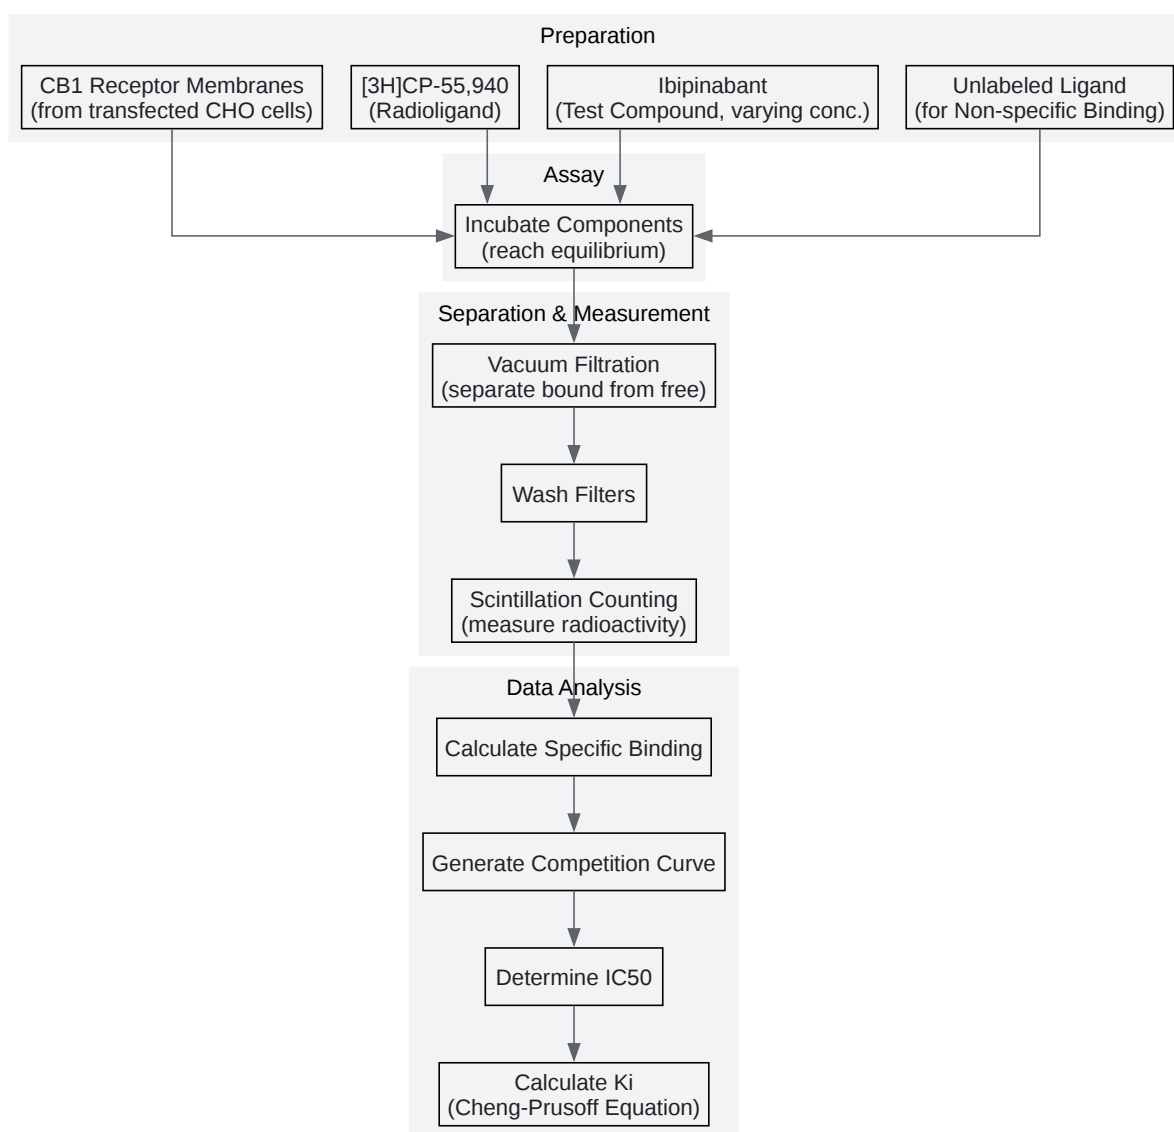 Preparation
CB1 Receptor Membranes
(from transfected CHO cells)
[3H]CP-55,940
(Radioligand)
Ibipinabant
(Test Compound, varying conc.)
Unlabeled Ligand
(for Non-specific Binding)
Assay
Incubate Components
(reach equilibrium)
Separation & Measurement
Vacuum Filtration
(separate bound from free)
Wash Filters
Scintillation Counting
(measure radioactivity)
Data Analysis
Calculate Specific Binding
Generate Competition Curve
Determine IC50
Calculate Ki
(Cheng-Prusoff Equation)